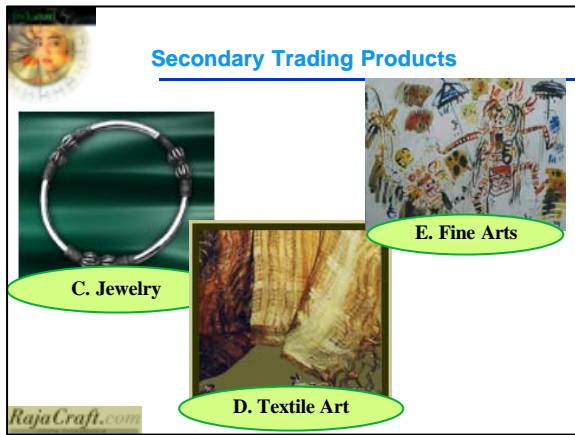 Secondary Trading Products
E. Fine Arts
C. Jewelry
D. Textile Art
RajaCraft.com